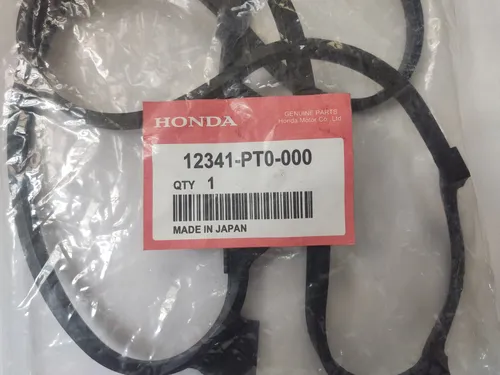 HONDA
GENUINE PARTS
Honda Motor Co., Ltd.
12341-PT0-000
QTY 1
MADE IN JAPAN